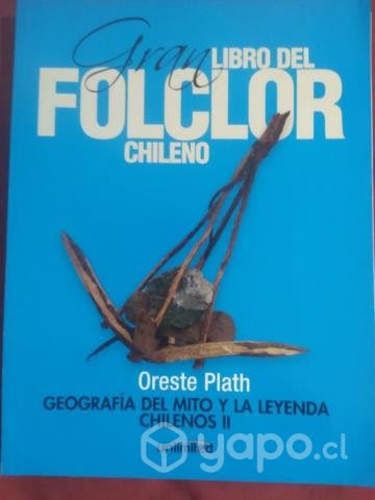 Gran LIBRO DEL
FOLCLOR
CHILENO
Oreste Plath
GEOGRAFÍA DEL MITO Y LA LEYENDA
CHILENOS II
yapo.cl